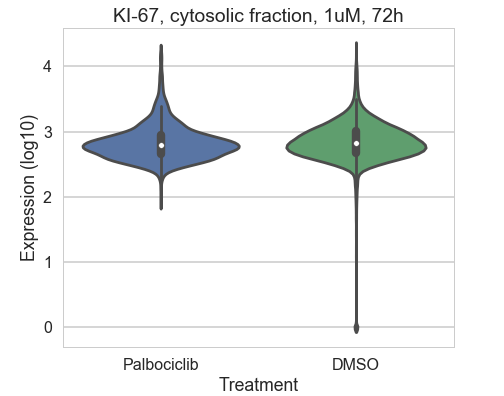 KI-67, cytosolic fraction, 1uM, 72h
Expression (log10)
4
3
2
1
0
Palbociclib DMSO
Treatment